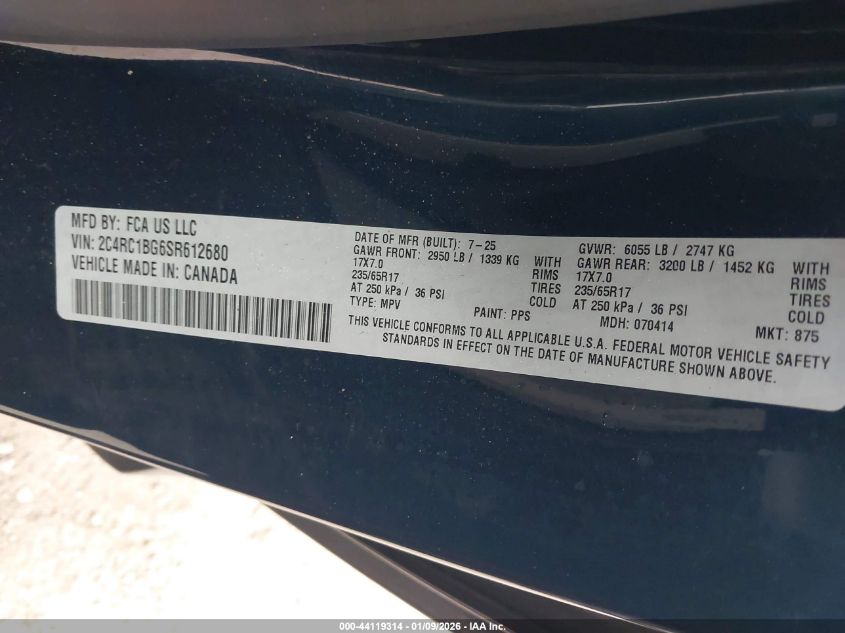 MFD BY: FCA US LLC
VIN: 2C4RC1BG6SR612680
VEHICLE MADE IN: CANADA
DATE OF MFR (BUILT): 7-25
GVWR: 6055 LB / 2747 KG
GAWR FRONT: 2950 LB / 1339 KG WITH
GAWR REAR: 3200 LB / 1452 KG WITH
17X7.0 RIMS
17X7.0 RIMS
235/65R17 TIRES
235/65R17 TIRES
AT 250 kPa / 36 PSI COLD
AT 250 kPa / 36 PSI COLD
TYPE: MPV
PAINT: PPS
MDH: 070414
MKT: 875
THIS VEHICLE CONFORMS TO ALL APPLICABLE U.S.A. FEDERAL MOTOR VEHICLE SAFETY
STANDARDS IN EFFECT ON THE DATE OF MANUFACTURE SHOWN ABOVE.
000-44119314 - 01/09/2026 - IAA Inc.